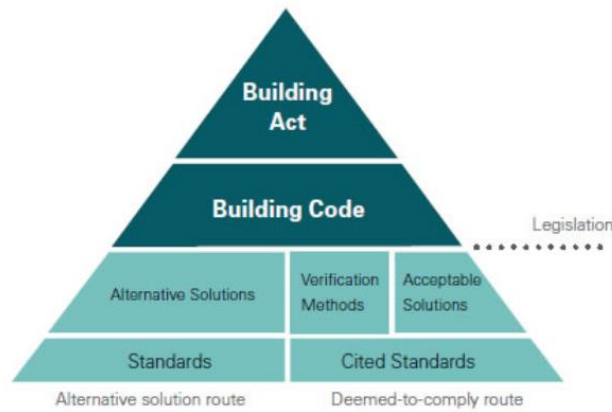 Building
Act
Building Code
Legislation
Alternative Solutions
Verification
Methods
Acceptable
Solutions
Standards
Cited Standards
Alternative solution route
Deemed-to-comply route